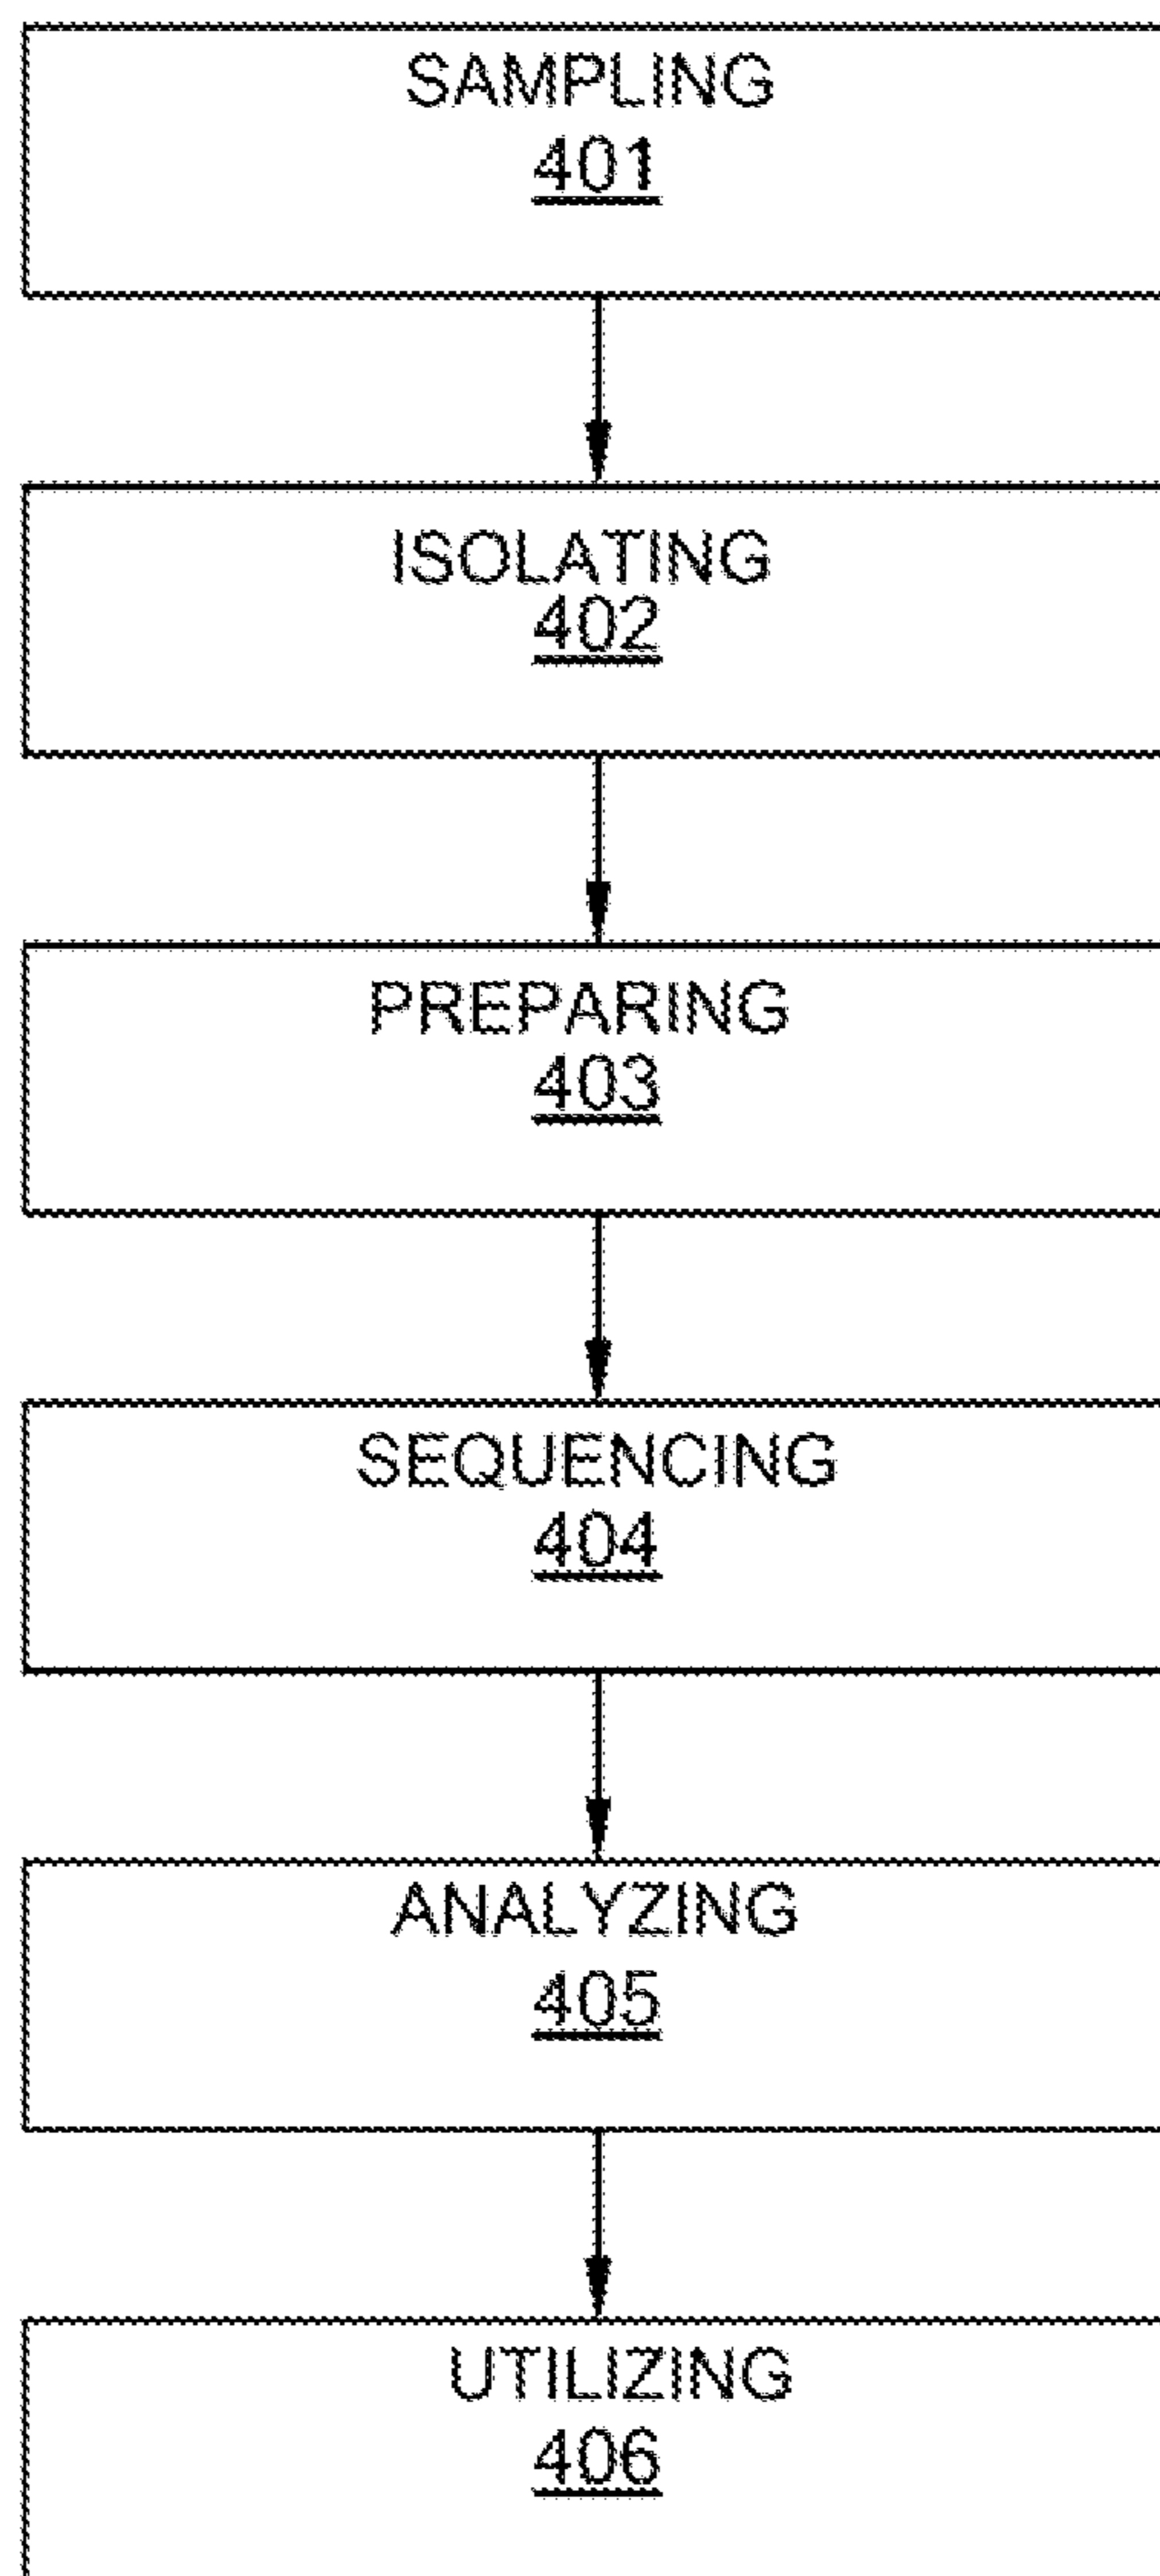 SAMPLING
401
ISOLATING
402
PREPARING
403
SEQUENCING
404
ANALYZING
405
UTILIZING
406